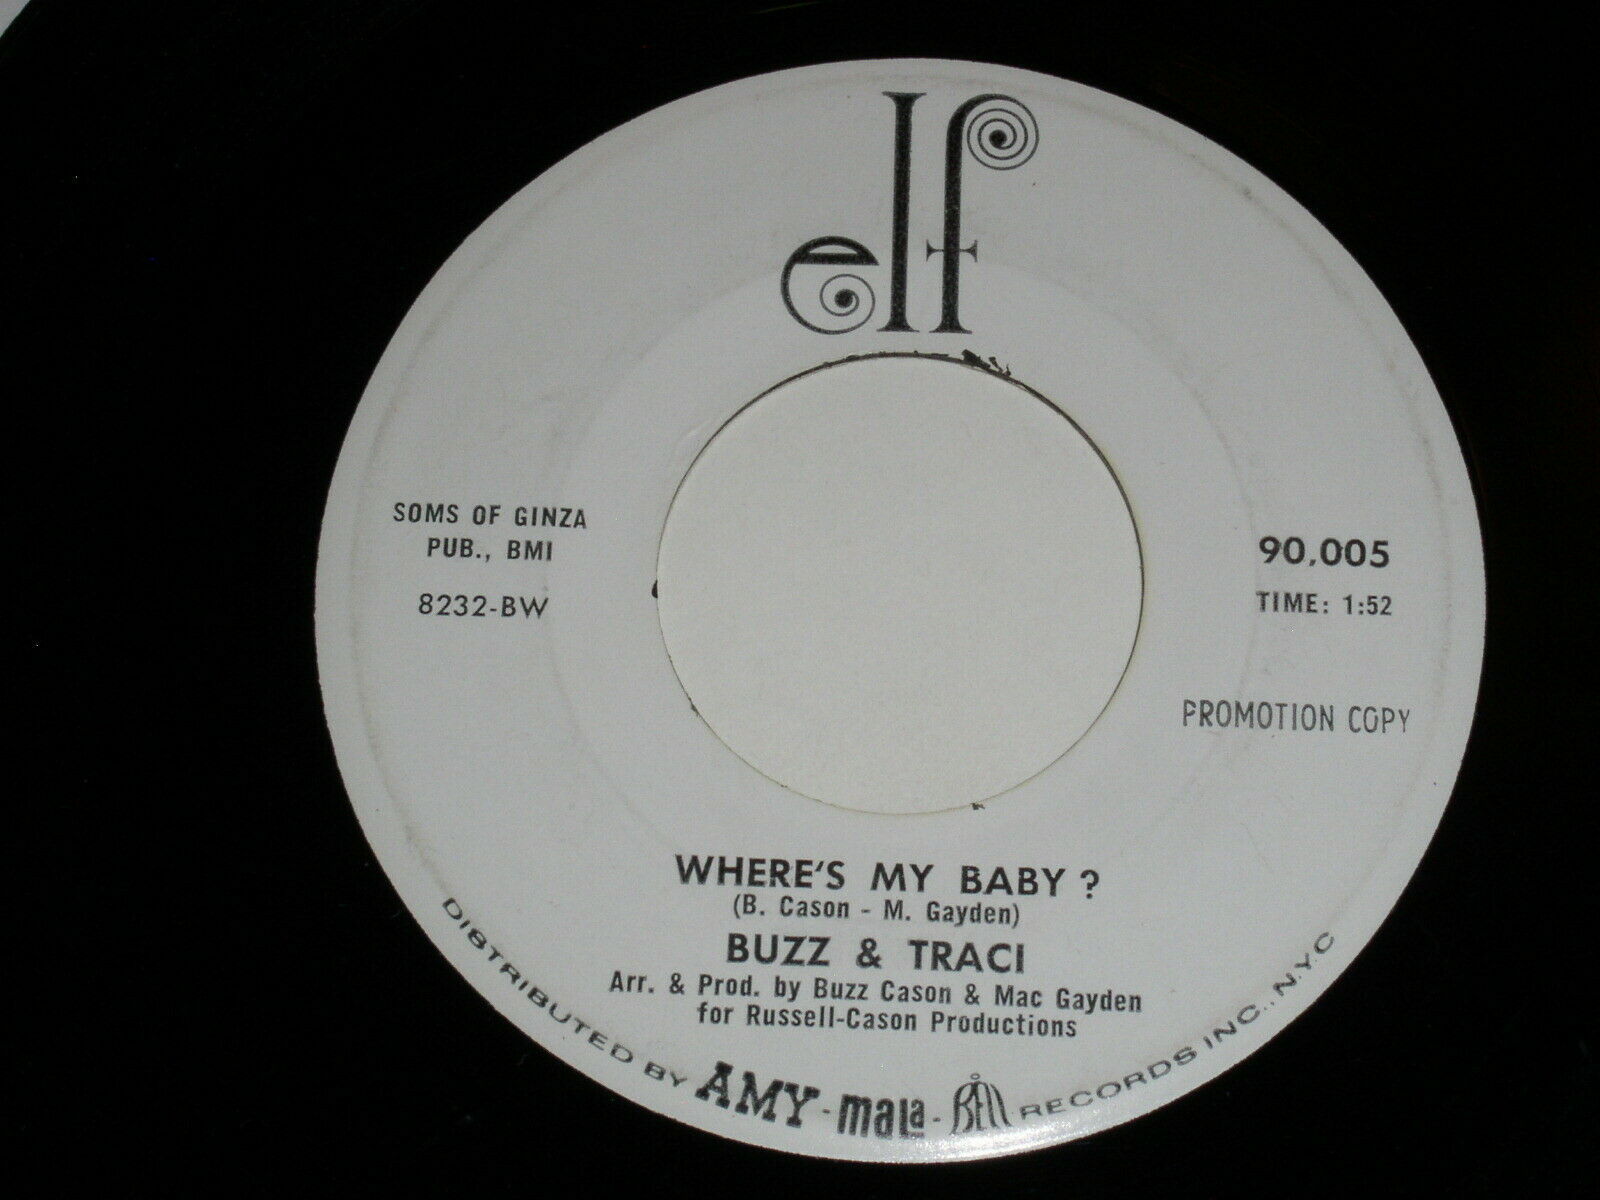 elf
SOMS OF GINZA
PUB., BMI
8232-BW
90,005
TIME: 1:52
PROMOTION COPY
WHERE'S MY BABY?
(B. Cason - M. Gayden)
BUZZ & TRACI
Arr. & Prod. by Buzz Cason & Mac Gayden
for Russell-Cason Productions
DISTRIBUTED BY AMY - mala - BELL RECORDS INC., N.Y.C